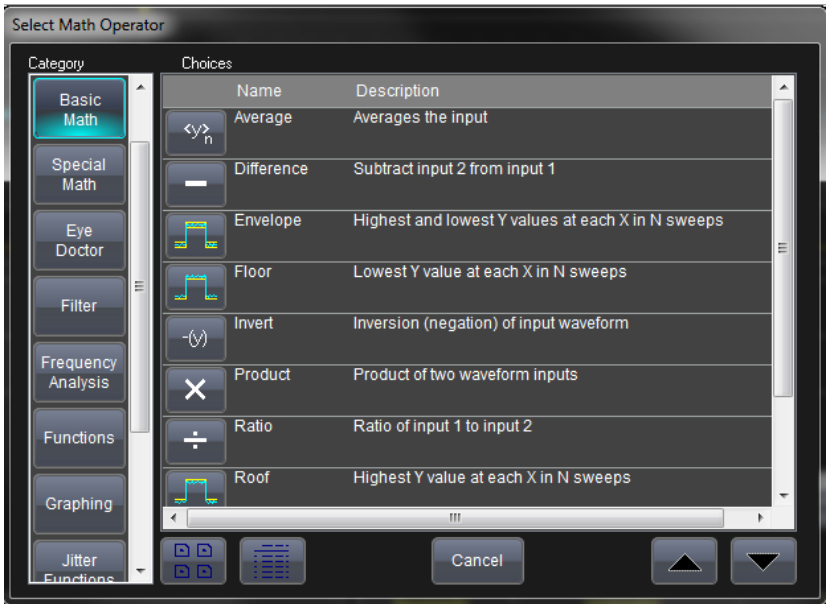 Select Math Operator
Category
Choices
Basic
Math
Special
Math
Eye
Doctor
Filter
Frequency
Analysis
Functions
Graphing
Jitter
Functions
Name Description
<y>n Average Averages the input
− Difference Subtract input 2 from input 1
Envelope Highest and lowest Y values at each X in N sweeps
Floor Lowest Y value at each X in N sweeps
-(y) Invert Inversion (negation) of input waveform
× Product Product of two waveform inputs
÷ Ratio Ratio of input 1 to input 2
Roof Highest Y value at each X in N sweeps
Cancel